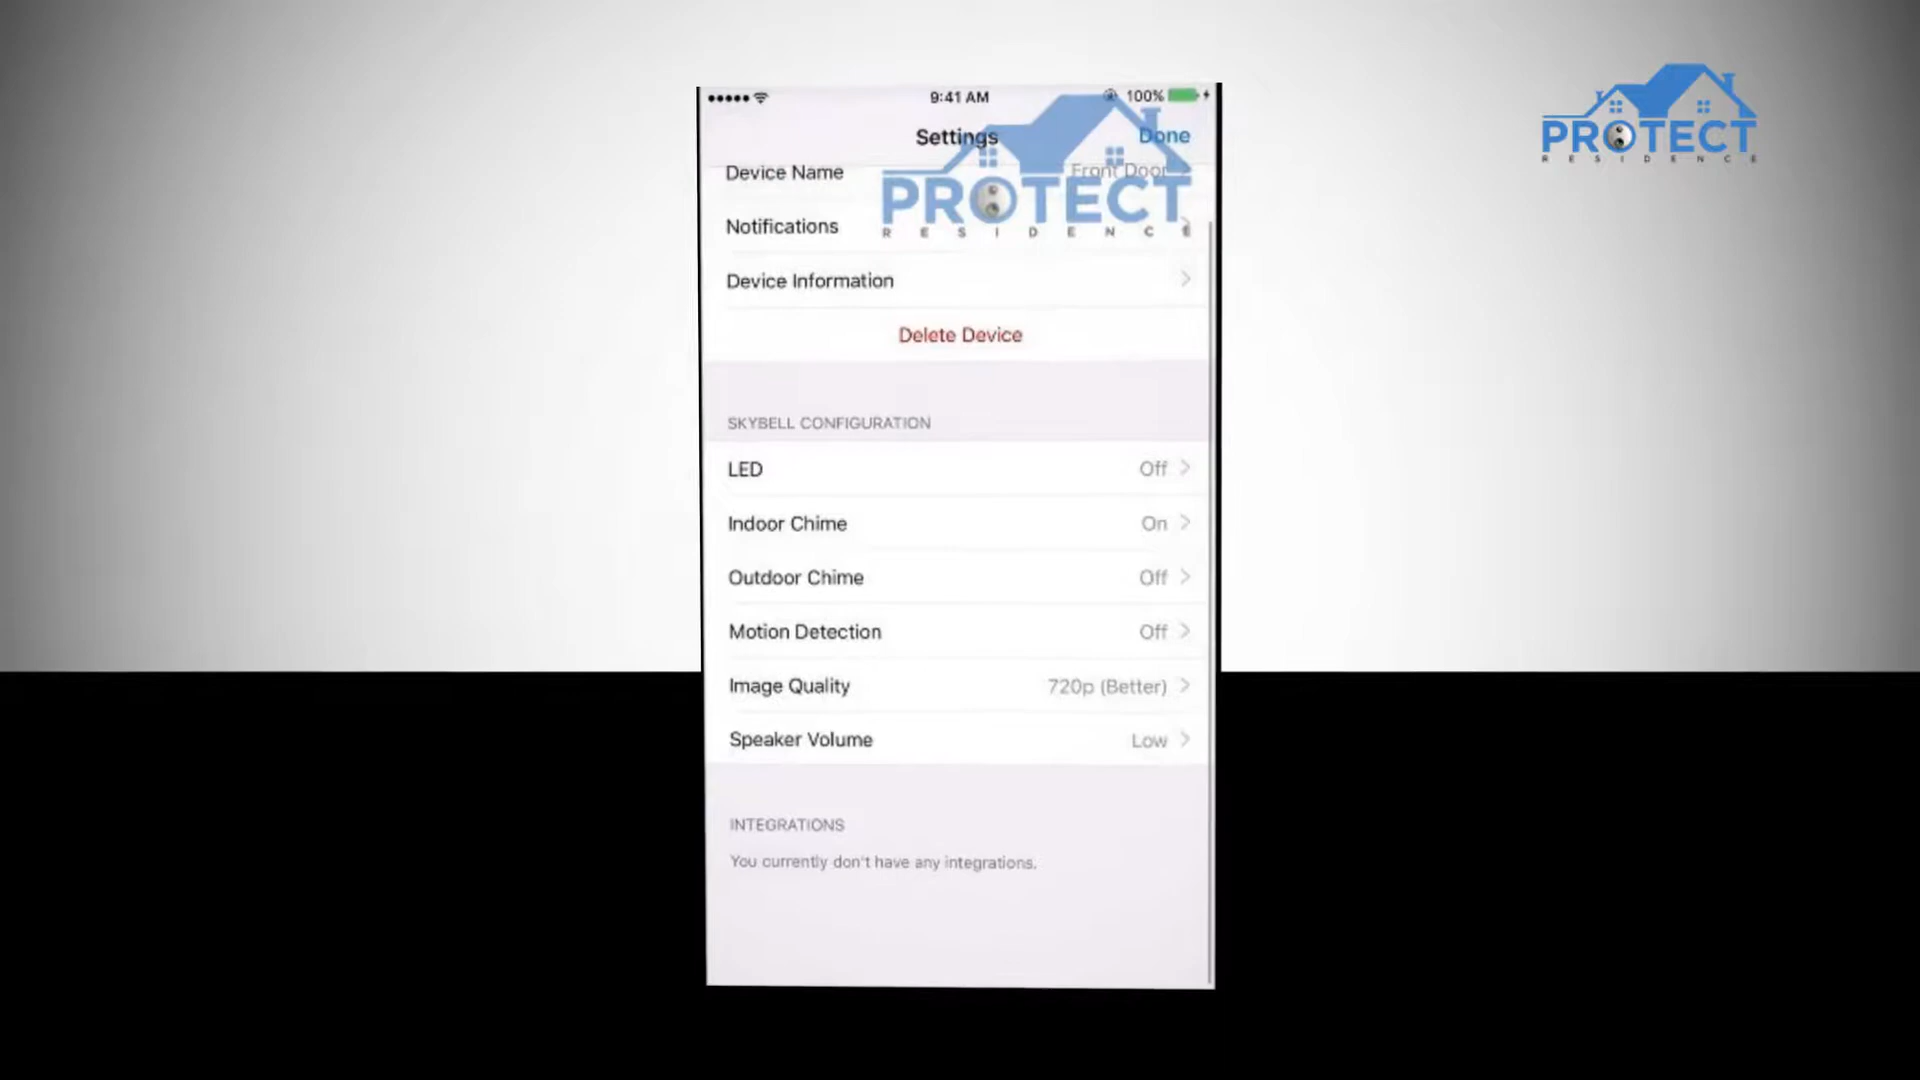 9:41 AM 100%
Settings Done
Device Name Front Door
PROTECT
RESIDENCE
Notifications
Device Information
Delete Device
SKYBELL CONFIGURATION
LED Off
Indoor Chime On
Outdoor Chime Off
Motion Detection Off
Image Quality 720p (Better)
Speaker Volume Low
INTEGRATIONS
You currently don't have any integrations.
PROTECT
RESIDENCE